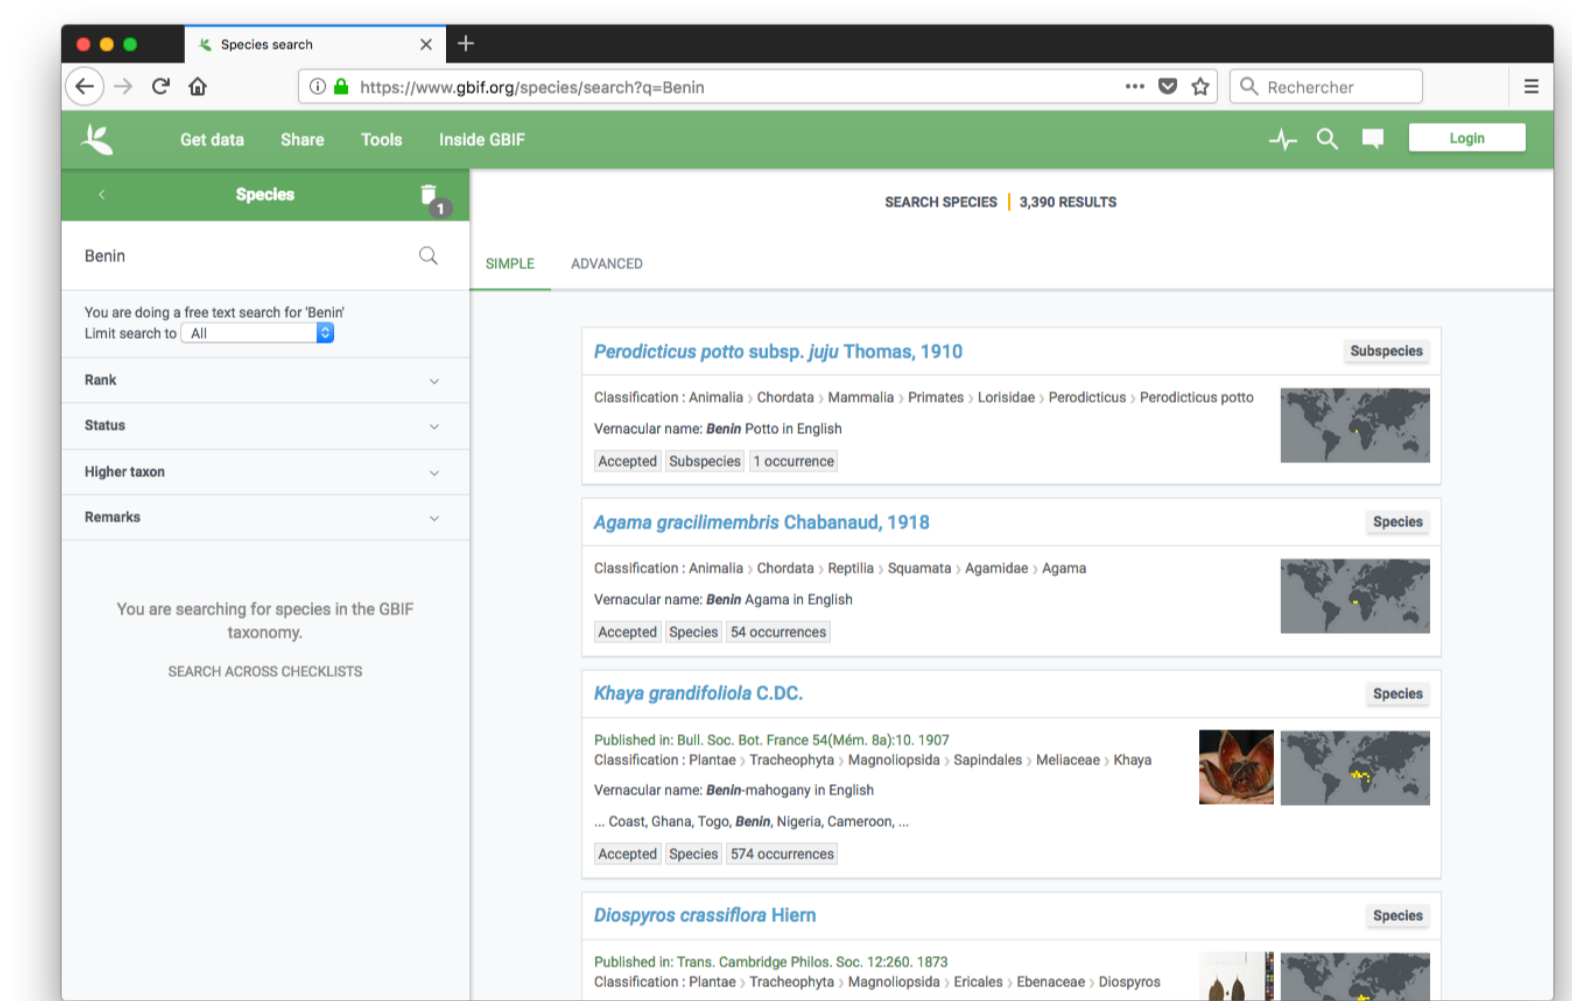 Species search
https://www.gbif.org/species/search?q=Benin
Rechercher
Get data Share Tools Inside GBIF
Login
Species
1
SEARCH SPECIES 3,390 RESULTS
Benin
SIMPLE ADVANCED
You are doing a free text search for 'Benin'
Limit search to All
Rank
Status
Higher taxon
Remarks
You are searching for species in the GBIF
taxonomy.
SEARCH ACROSS CHECKLISTS
Perodicticus potto subsp. juju Thomas, 1910
Subspecies
Classification : Animalia › Chordata › Mammalia › Primates › Lorisidae › Perodicticus › Perodicticus potto
Vernacular name: Benin Potto in English
Accepted Subspecies 1 occurrence
Agama gracilimembris Chabanaud, 1918
Species
Classification : Animalia › Chordata › Reptilia › Squamata › Agamidae › Agama
Vernacular name: Benin Agama in English
Accepted Species 54 occurrences
Khaya grandifoliola C.DC.
Species
Published in: Bull. Soc. Bot. France 54(Mém. 8a):10. 1907
Classification : Plantae › Tracheophyta › Magnoliopsida › Sapindales › Meliaceae › Khaya
Vernacular name: Benin-mahogany in English
... Coast, Ghana, Togo, Benin, Nigeria, Cameroon, ...
Accepted Species 574 occurrences
Diospyros crassiflora Hiern
Species
Published in: Trans. Cambridge Philos. Soc. 12:260. 1873
Classification : Plantae › Tracheophyta › Magnoliopsida › Ericales › Ebenaceae › Diospyros